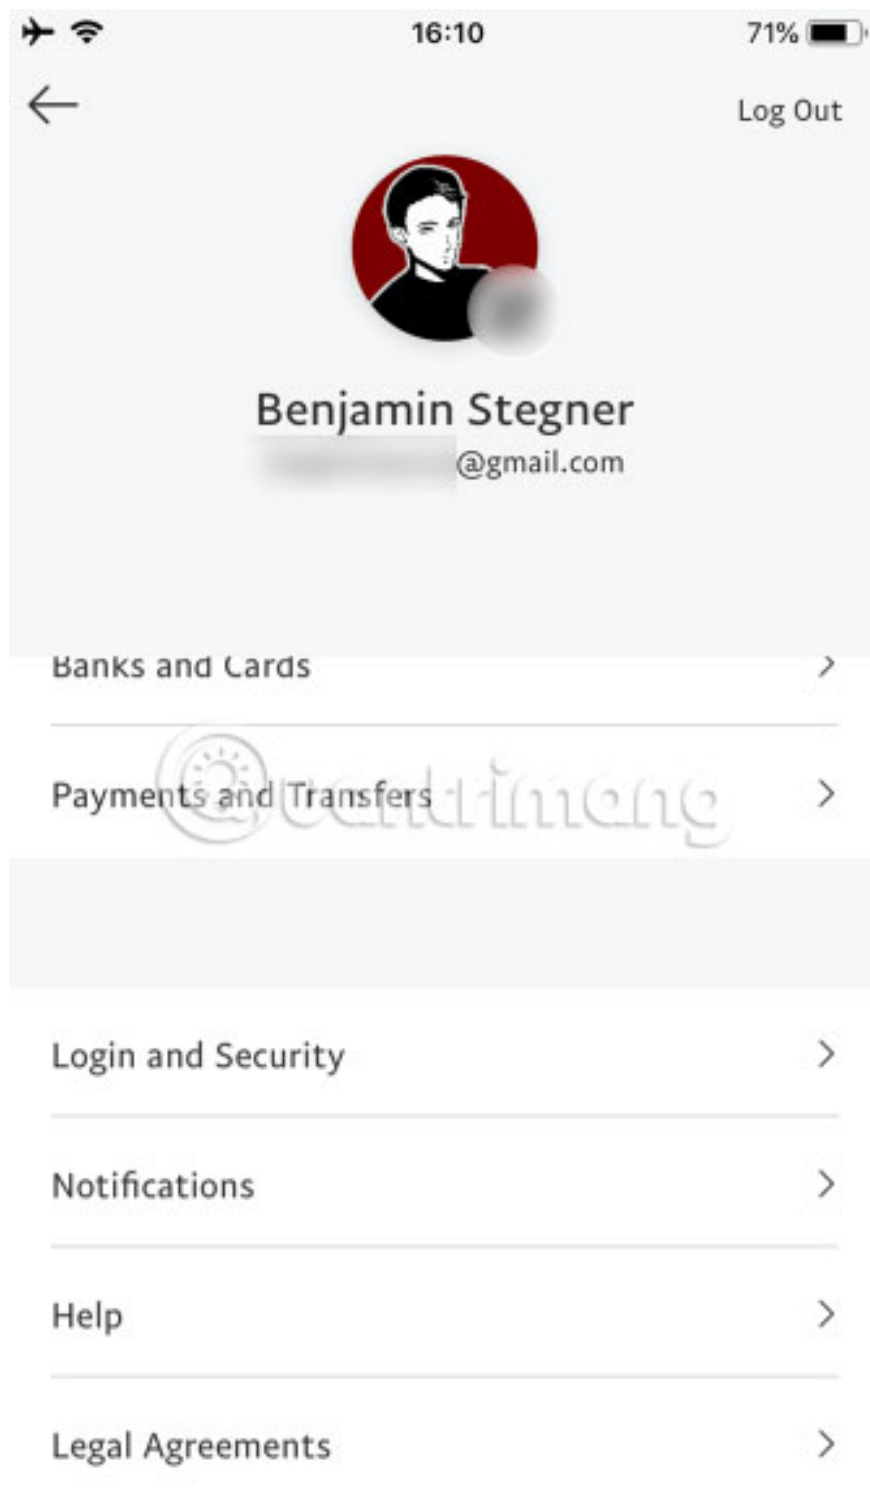 16:10
71%
Log Out
Benjamin Stegner
@gmail.com
Banks and Cards
Payments and Transfers
uantrimang
Login and Security
Notifications
Help
Legal Agreements